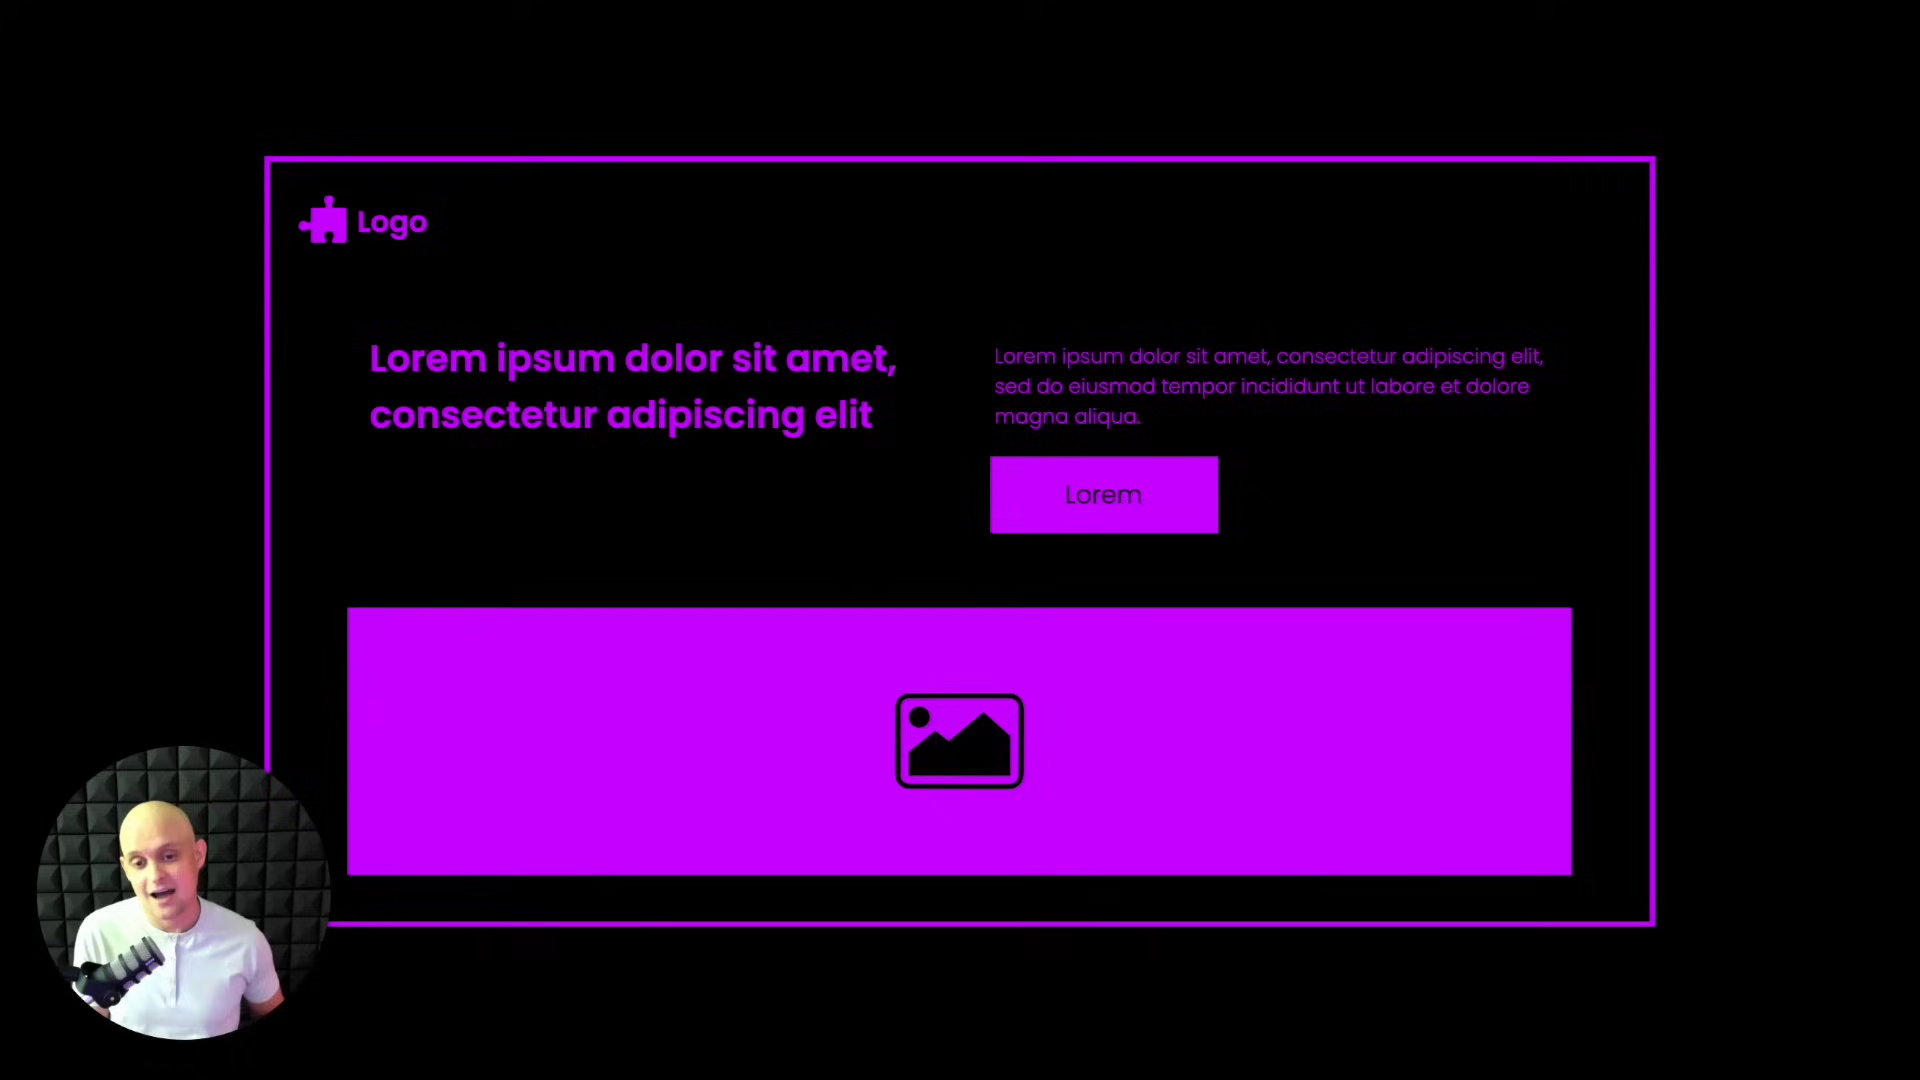 Logo
Lorem ipsum dolor sit amet,
consectetur adipiscing elit
Lorem ipsum dolor sit amet, consectetur adipiscing elit,
sed do eiusmod tempor incididunt ut labore et dolore
magna aliqua.
Lorem